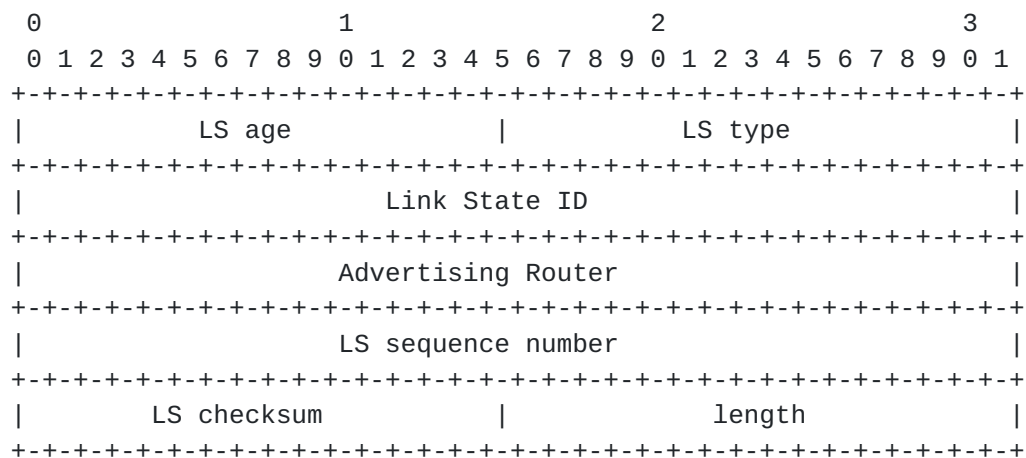 0                   1                   2                   3
 0 1 2 3 4 5 6 7 8 9 0 1 2 3 4 5 6 7 8 9 0 1 2 3 4 5 6 7 8 9 0 1
+-+-+-+-+-+-+-+-+-+-+-+-+-+-+-+-+-+-+-+-+-+-+-+-+-+-+-+-+-+-+-+-+
|           LS age             |           LS type              |
+-+-+-+-+-+-+-+-+-+-+-+-+-+-+-+-+-+-+-+-+-+-+-+-+-+-+-+-+-+-+-+-+
|                       Link State ID                           |
+-+-+-+-+-+-+-+-+-+-+-+-+-+-+-+-+-+-+-+-+-+-+-+-+-+-+-+-+-+-+-+-+
|                    Advertising Router                         |
+-+-+-+-+-+-+-+-+-+-+-+-+-+-+-+-+-+-+-+-+-+-+-+-+-+-+-+-+-+-+-+-+
|                    LS sequence number                         |
+-+-+-+-+-+-+-+-+-+-+-+-+-+-+-+-+-+-+-+-+-+-+-+-+-+-+-+-+-+-+-+-+
|        LS checksum           |             length             |
+-+-+-+-+-+-+-+-+-+-+-+-+-+-+-+-+-+-+-+-+-+-+-+-+-+-+-+-+-+-+-+-+